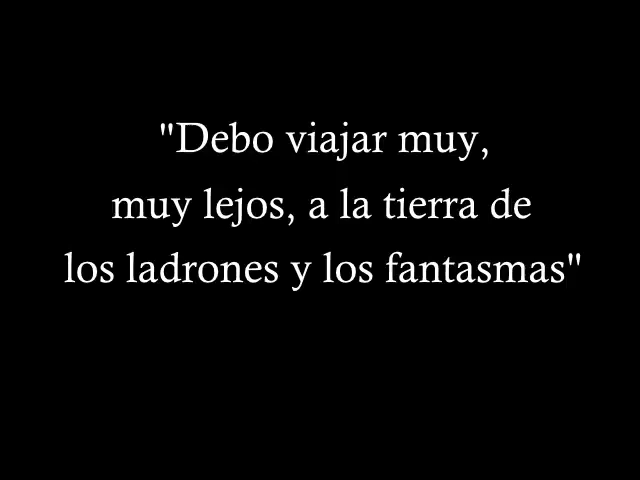 "Debo viajar muy,
muy lejos, a la tierra de
los ladrones y los fantasmas"